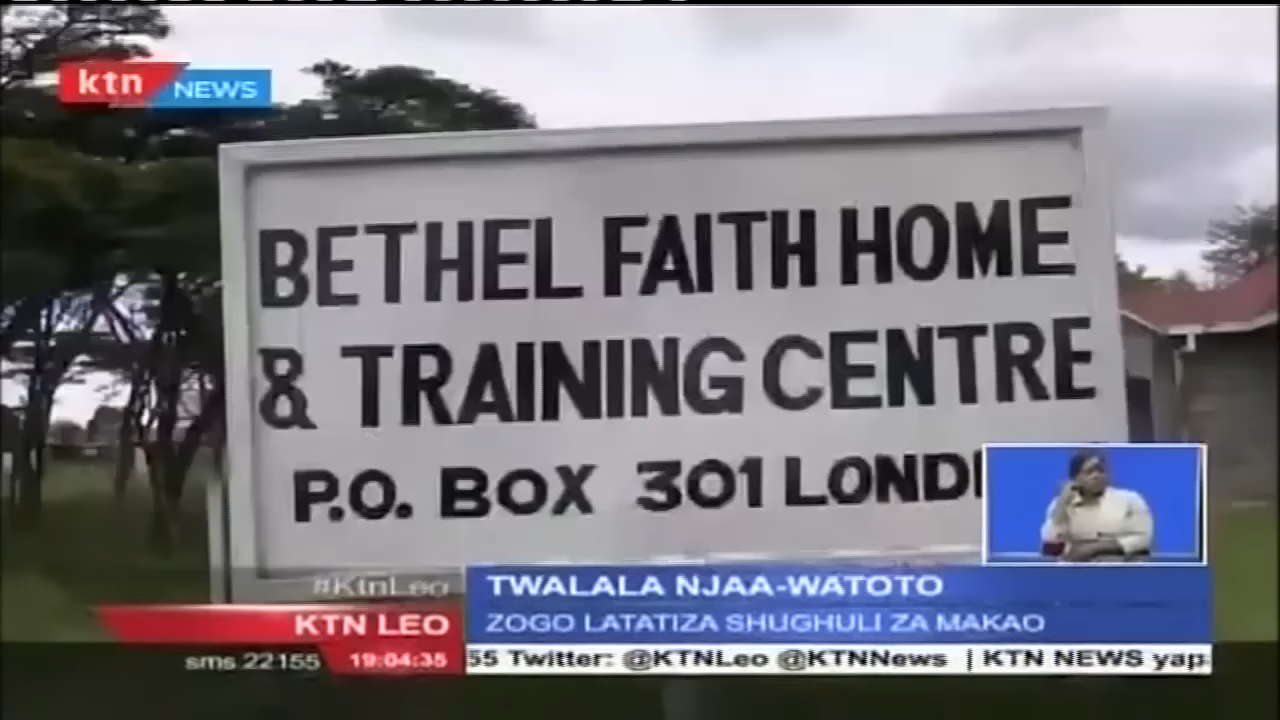 ktn NEWS
BETHEL FAITH HOME
& TRAINING CENTRE
P.O. BOX 301 LONDI
#KtnLeo
TWALALA NJAA-WATOTO
KTN LEO
ZOGO LATATIZA SHUGHULI ZA MAKAO
sms 22155 19:04:35
55 Twitter: @KTNLeo @KTNNews | KTN NEWS yap